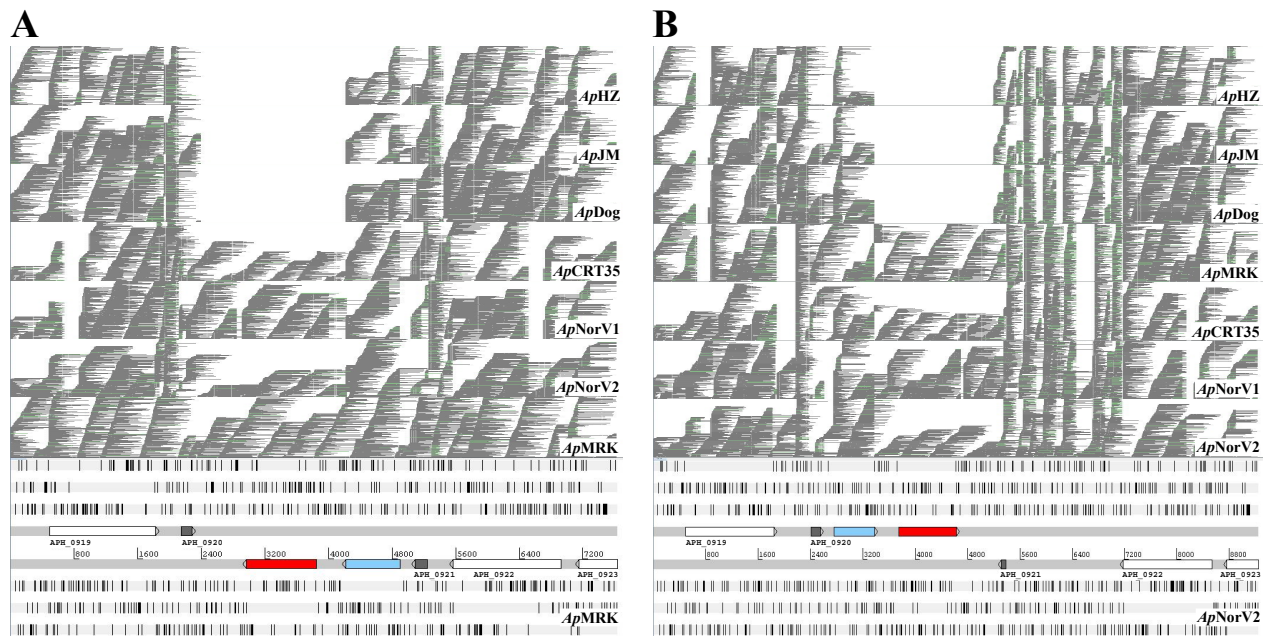 A
ApHZ
ApJM
ApDog
ApCRT35
ApNorV1
ApNorV2
ApMRK
APH_0919
APH_0920
800
1600
2400
3200
4000
4800
5600
6400
7200
APH_0921
APH_0922
APH_0923
ApMRK
B
ApHZ
ApJM
ApDog
ApMRK
ApCRT35
ApNorV1
ApNorV2
APH_0919
APH_0920
800
1600
2400
3200
4000
4800
5600
6400
7200
8000
8800
APH_0921
APH_0922
APH_0923
ApNorV2